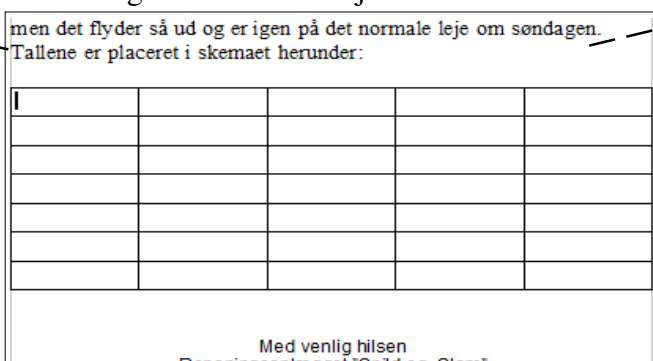 men det flyder så ud og er igen på det normale leje om søndagen.
Tallene er placeret i skemaet herunder:
Med venlig hilsen